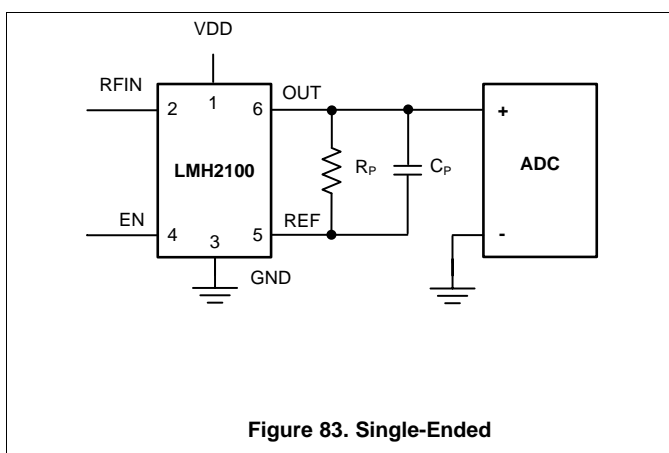 VDD
RFIN
OUT
2
1
6
+
LMH2100
RP
CP
ADC
EN
REF
4
3
5
-
GND
Figure 83. Single-Ended